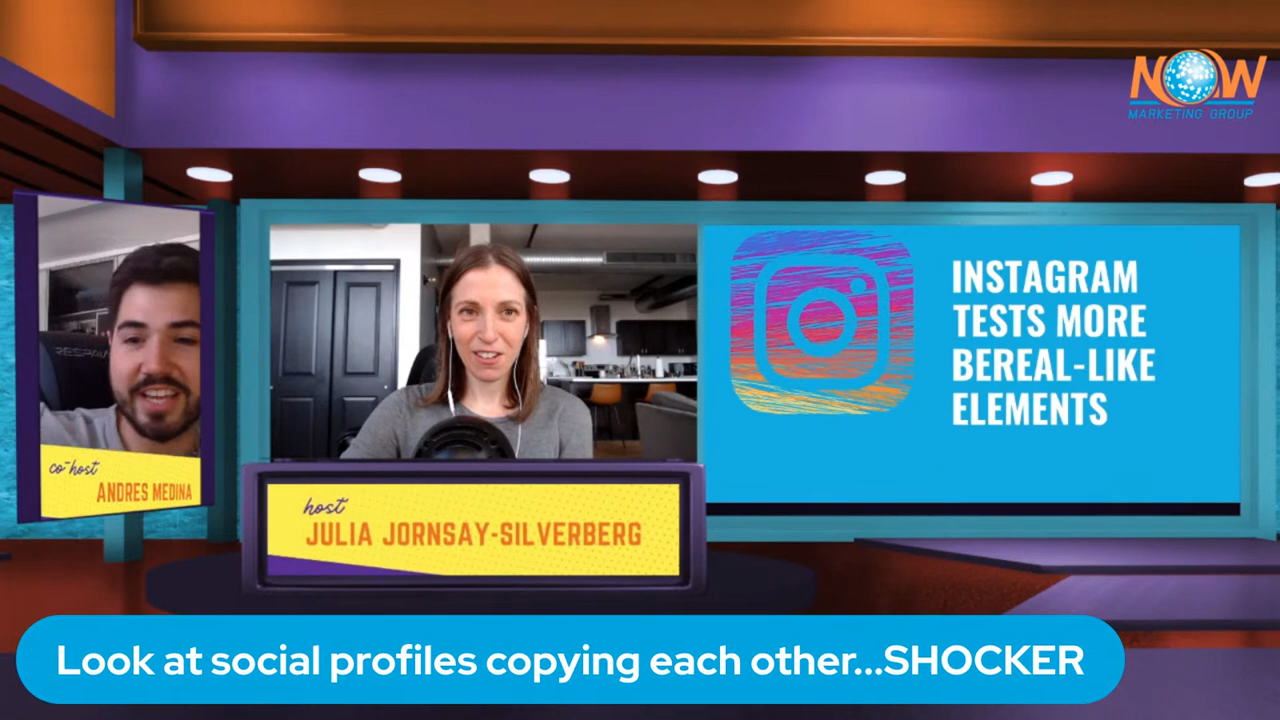 NOW
MARKETING GROUP
RESPAW
INSTAGRAM
TESTS MORE
BEREAL-LIKE
ELEMENTS
co-host
ANDRES MEDINA
host
JULIA JORNSAY-SILVERBERG
Look at social profiles copying each other...SHOCKER